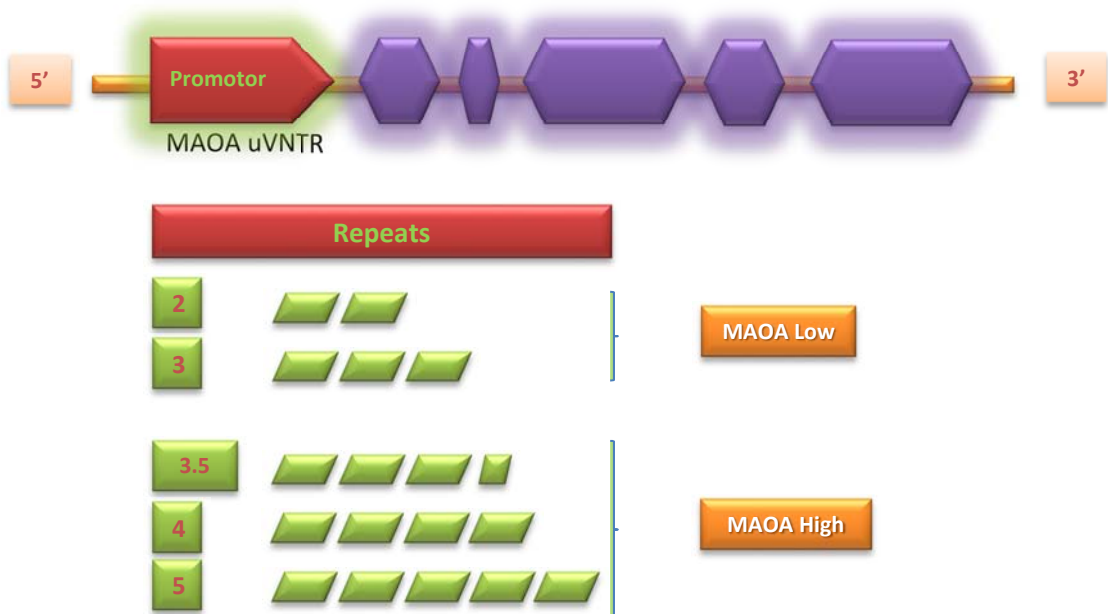 5’
Promotor
3’
MAOA uVNTR
Repeats
2
MAOA Low
3
3.5
4
MAOA High
5